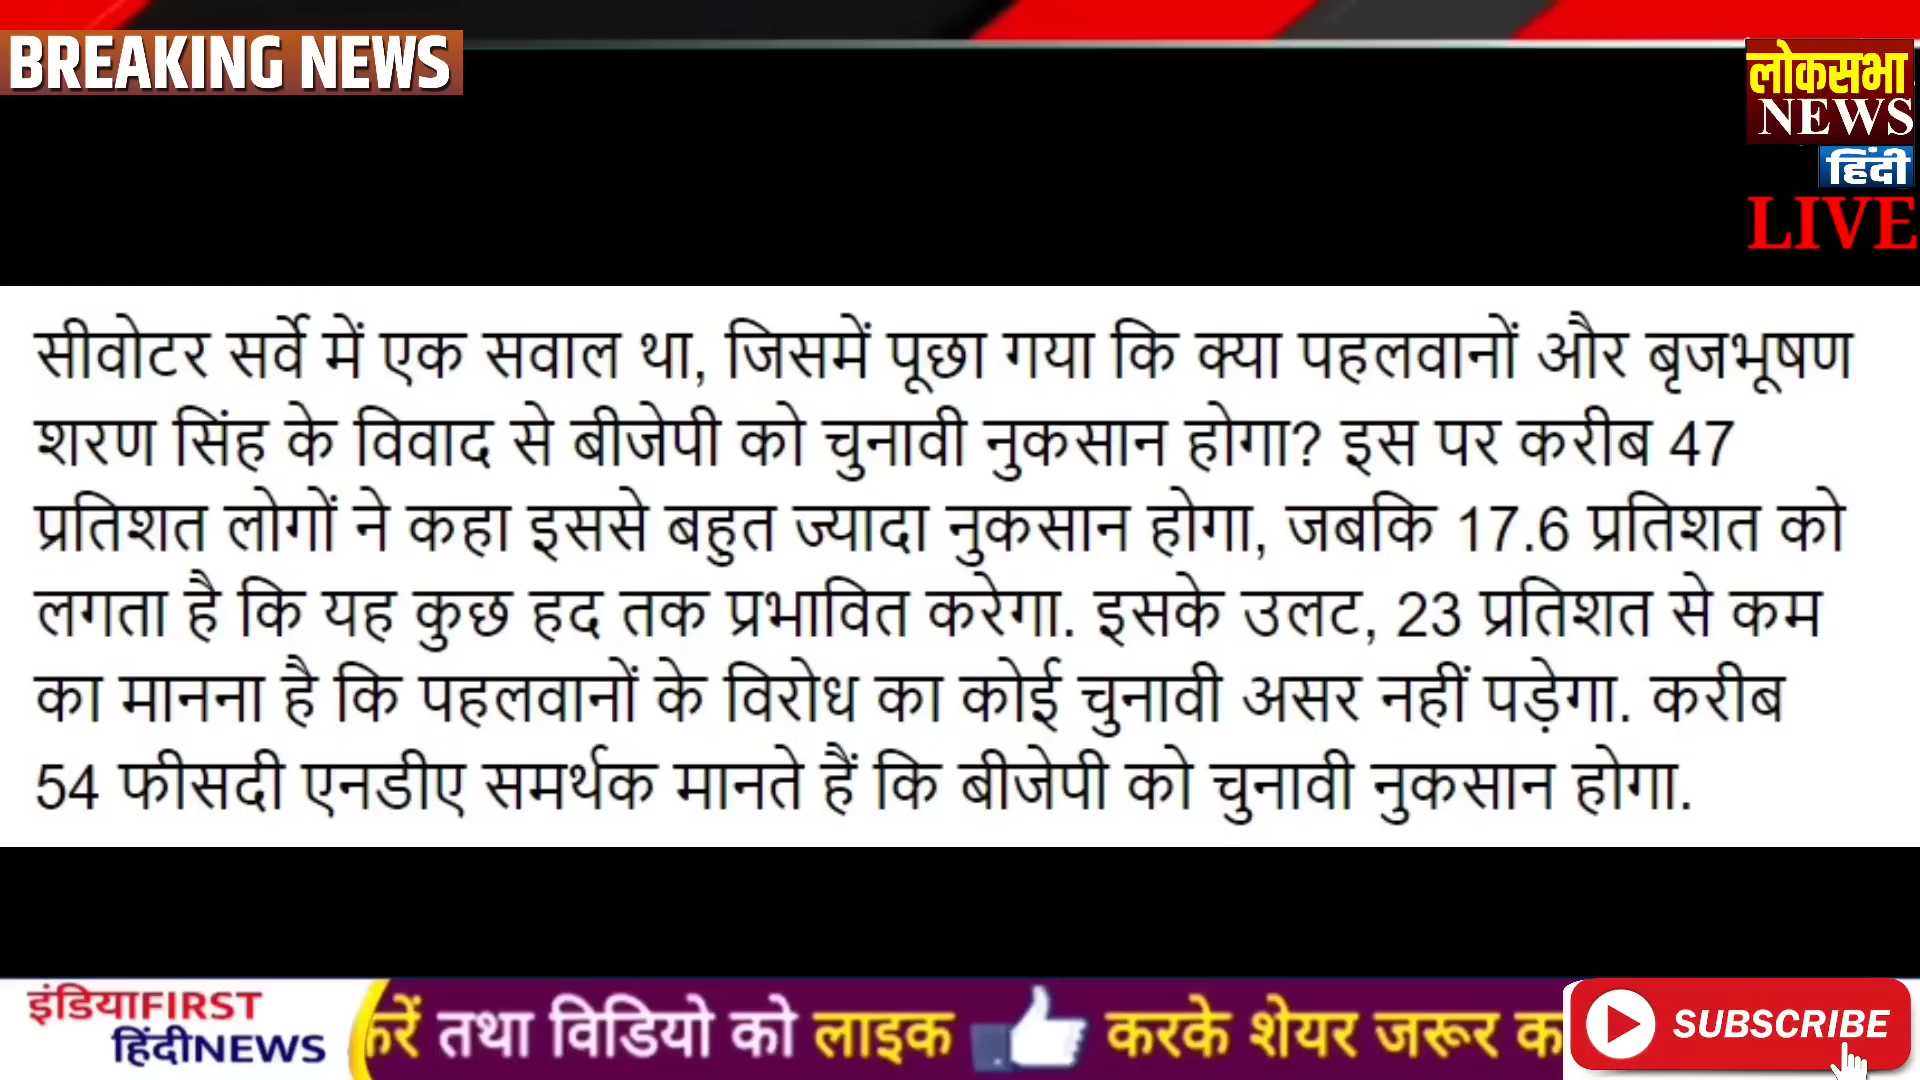 BREAKING NEWS
लोकसभा
NEWS
हिंदी
LIVE
सीवोटर सर्वे में एक सवाल था, जिसमें पूछा गया कि क्या पहलवानों और बृजभूषण
शरण सिंह के विवाद से बीजेपी को चुनावी नुकसान होगा? इस पर करीब 47
प्रतिशत लोगों ने कहा इससे बहुत ज्यादा नुकसान होगा, जबकि 17.6 प्रतिशत को
लगता है कि यह कुछ हद तक प्रभावित करेगा. इसके उलट, 23 प्रतिशत से कम
का मानना है कि पहलवानों के विरोध का कोई चुनावी असर नहीं पड़ेगा. करीब
54 फीसदी एनडीए समर्थक मानते हैं कि बीजेपी को चुनावी नुकसान होगा.
इंडियाFIRST
हिंदीNEWS
तथा विडियो को लाइक करके शेयर जरूर
SUBSCRIBE